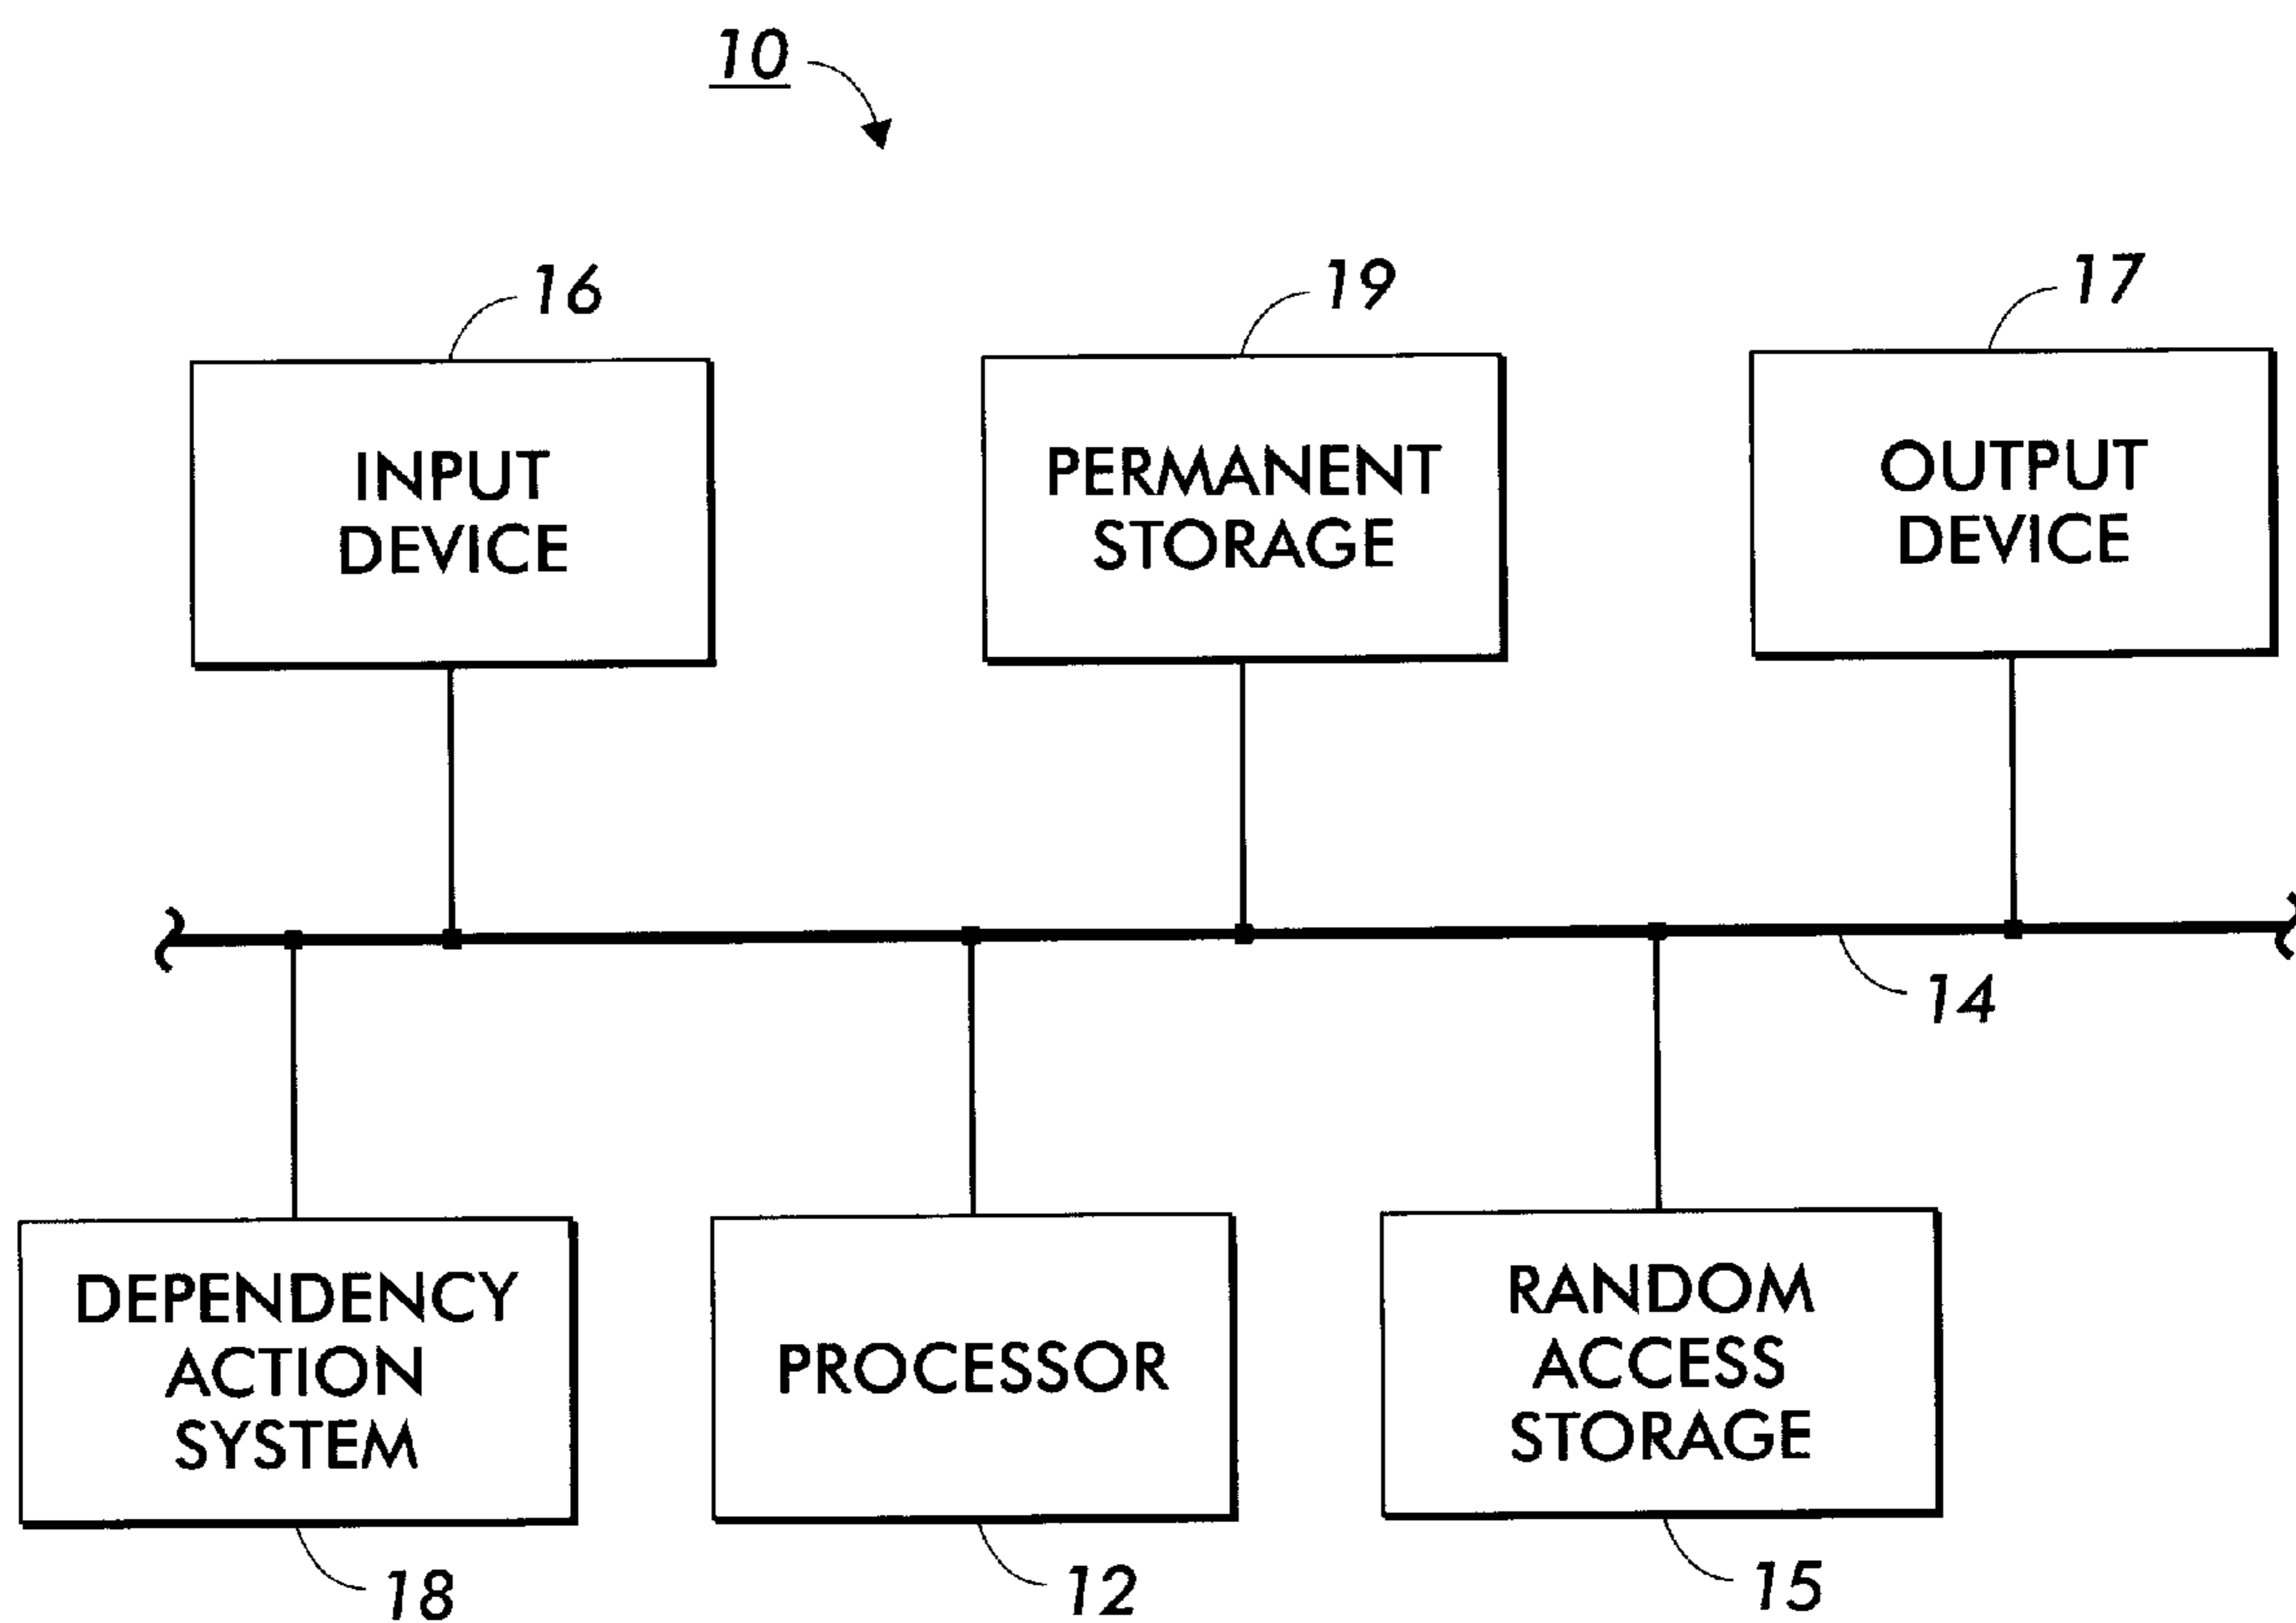 10
16
19
17
INPUT
DEVICE
PERMANENT
STORAGE
OUTPUT
DEVICE
14
DEPENDENCY
ACTION
SYSTEM
PROCESSOR
RANDOM
ACCESS
STORAGE
18
12
15